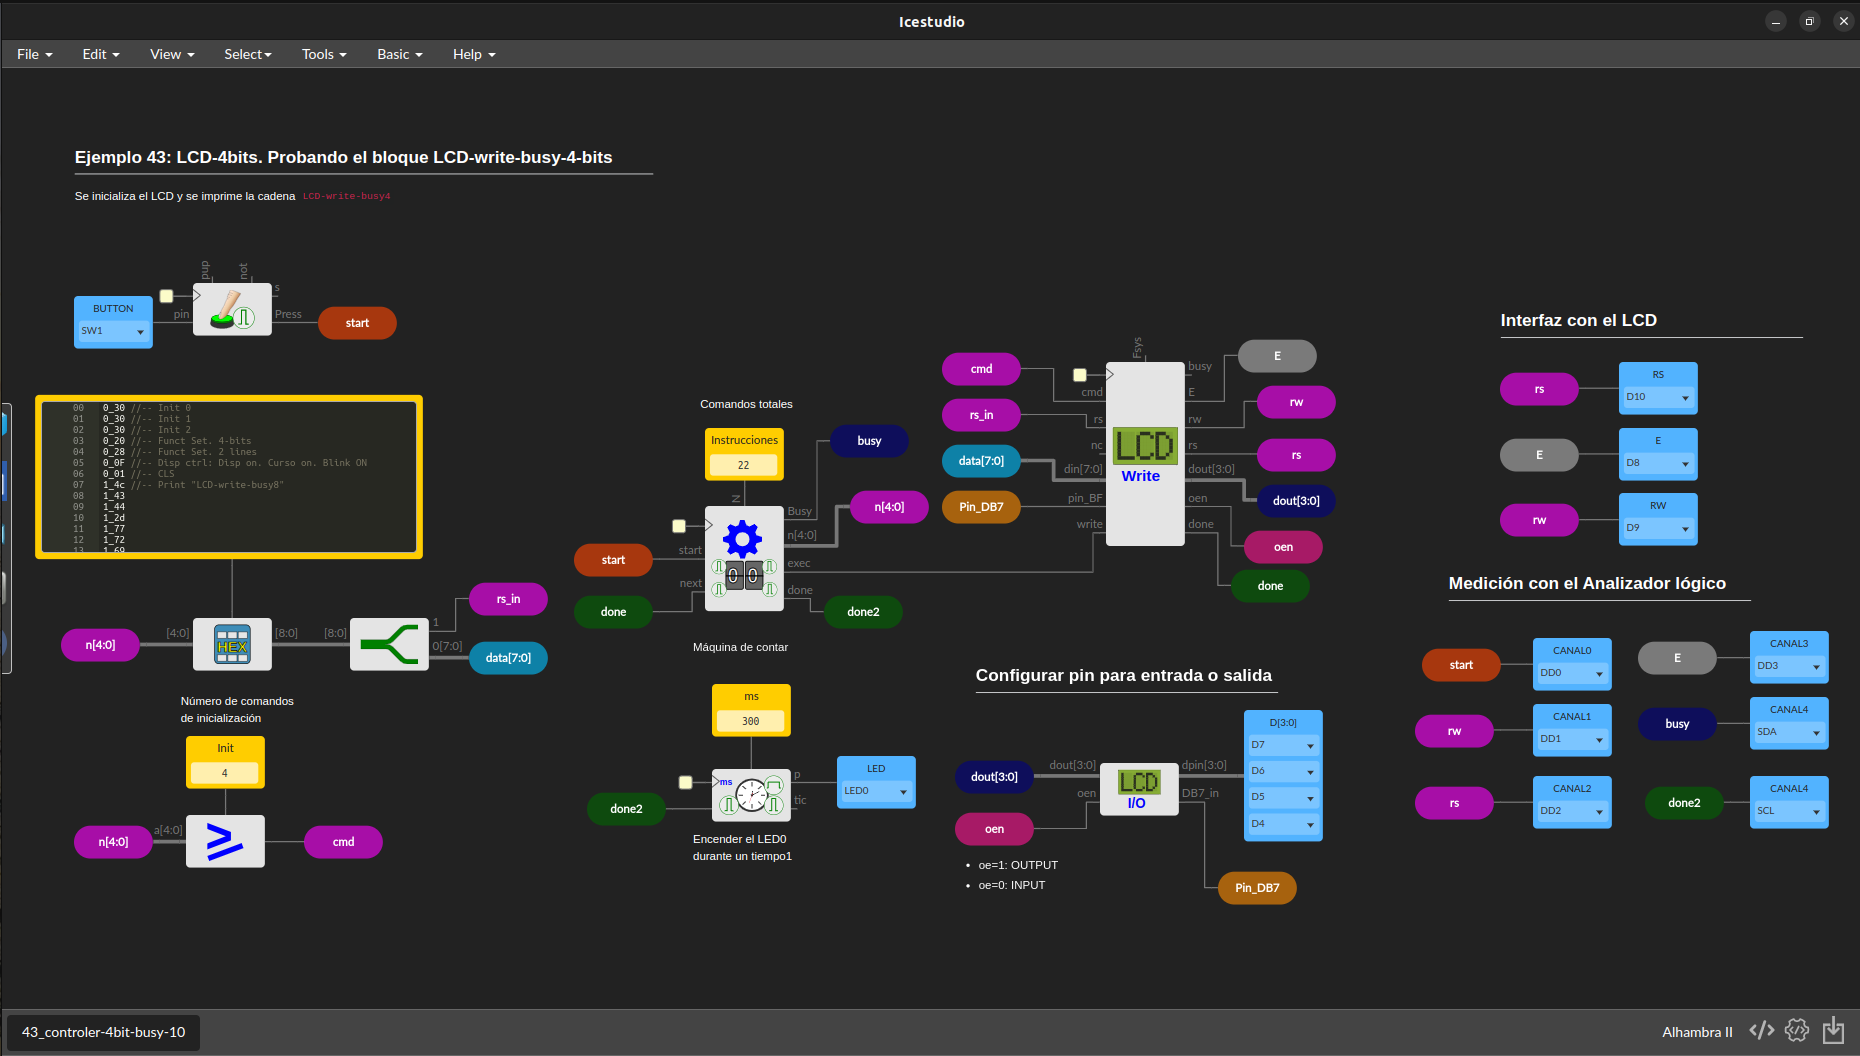 Icestudio
File Edit View Select Tools Basic Help
Ejemplo 43: LCD-4bits. Probando el bloque LCD-write-busy-4-bits
Se inicializa el LCD y se imprime la cadena LCD-write-busy4
pup
not
BUTTON
SW1
pin
s
Press
start
00 0_30 //-- Init 0
01 0_30 //-- Init 1
02 0_30 //-- Init 2
03 0_20 //-- Funct Set. 4-bits
04 0_28 //-- Funct Set. 2 lines
05 0_0F //-- Disp ctrl: Disp on. Curso on. Blink ON
06 0_01 //-- CLS
07 1_4c //-- Print "LCD-write-busy8"
08 1_43
09 1_44
10 1_2d
11 1_77
12 1_72
13 1_69
n[4:0]
[4:0]
HEX
[8:0]
[8:0]
1
0[7:0]
rs_in
data[7:0]
Número de comandos
de inicialización
Init
4
n[4:0]
a[4:0]
cmd
Comandos totales
Instrucciones
22
N
start
done
start
next
00
Busy
n[4:0]
exec
done
busy
n[4:0]
done2
Máquina de contar
ms
300
done2
ms
p
tic
LED
LED0
Encender el LED0
durante un tiempo1
cmd
rs_in
data[7:0]
Pin_DB7
Fsys
cmd
rs
nc
din[7:0]
pin_BF
write
LCD
Write
busy
E
rw
rs
dout[3:0]
oen
done
E
rw
rs
dout[3:0]
oen
done
Configurar pin para entrada o salida
dout[3:0]
oen
dout[3:0]
oen
LCD
I/O
dpin[3:0]
DB7_in
D[3:0]
D7
D6
D5
D4
Pin_DB7
• oe=1: OUTPUT
• oe=0: INPUT
Interfaz con el LCD
rs
RS
D10
E
E
D8
rw
RW
D9
Medición con el Analizador lógico
start
CANAL0
DD0
E
CANAL3
DD3
rw
CANAL1
DD1
busy
CANAL4
SDA
rs
CANAL2
DD2
done2
CANAL4
SCL
43_controler-4bit-busy-10
Alhambra II